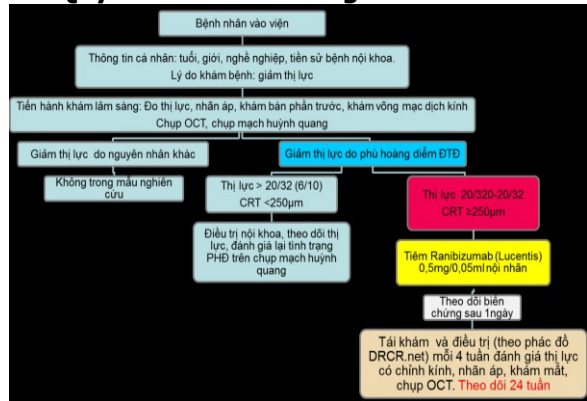 Bệnh nhân vào viện
Thông tin cá nhân: tuổi, giới, nghề nghiệp, tiền sử bệnh nội khoa.
Lý do khám bệnh: giảm thị lực
Tiến hành khám lâm sàng: Đo thị lực, nhãn áp, khám bán phần trước, khám võng mạc dịch kính
Chụp OCT, chụp mạch huỳnh quang
Giảm thị lực do nguyên nhân khác
Giảm thị lực do phù hoàng điểm ĐTĐ
Không trong mẫu nghiên
cứu
Thị lực > 20/32 (6/10)
CRT <250μm
Thị lực 20/320-20/32
CRT ≥250μm
Điều trị nội khoa, theo dõi thị
lực, đánh giá lại tình trạng
PHĐ trên chụp mạch huỳnh
quang
Tiêm Ranibizumab (Lucentis)
0,5mg/0,05ml nội nhãn
Theo dõi biến
chứng sau 1ngày
Tái khám và điều trị (theo phác đồ
DRCR.net) mỗi 4 tuần đánh giá thị lực
có chỉnh kính, nhãn áp, khám mắt,
chụp OCT. Theo dõi 24 tuần